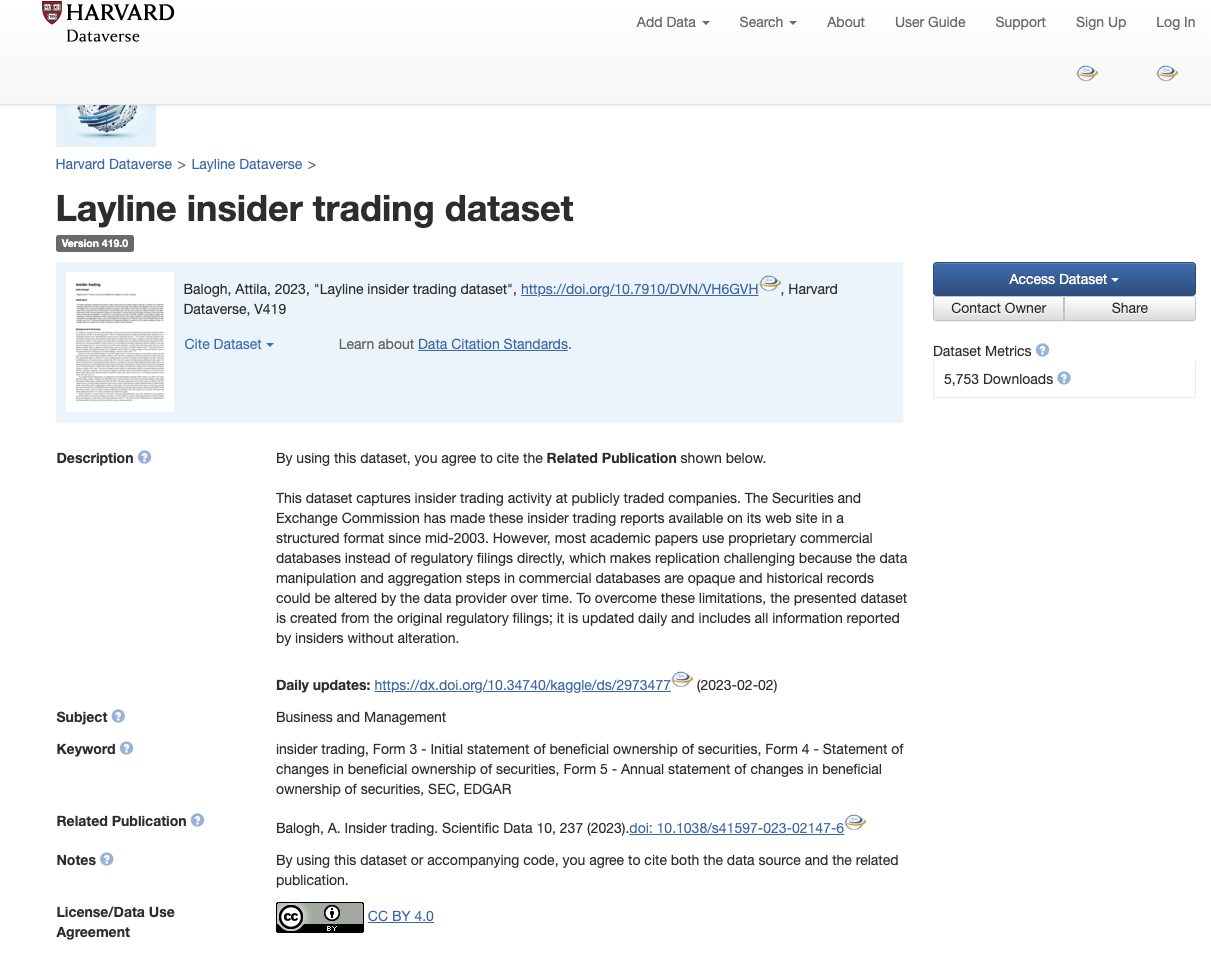 HARVARD
Dataverse
Add Data
Search
About
User Guide
Support
Sign Up
Log In
Harvard Dataverse > Layline Dataverse >
Layline insider trading dataset
Version 419.0
Insider trading
Balogh, Attila, 2023, "Layline insider trading dataset", https://doi.org/10.7910/DVN/VH6GVH, Harvard
Dataverse, V419
Cite Dataset
Learn about Data Citation Standards.
Access Dataset
Contact Owner
Share
Dataset Metrics
5,753 Downloads
Description
By using this dataset, you agree to cite the Related Publication shown below.
This dataset captures insider trading activity at publicly traded companies. The Securities and
Exchange Commission has made these insider trading reports available on its web site in a
structured format since mid-2003. However, most academic papers use proprietary commercial
databases instead of regulatory filings directly, which makes replication challenging because the data
manipulation and aggregation steps in commercial databases are opaque and historical records
could be altered by the data provider over time. To overcome these limitations, the presented dataset
is created from the original regulatory filings; it is updated daily and includes all information reported
by insiders without alteration.
Daily updates: https://dx.doi.org/10.34740/kaggle/ds/2973477 (2023-02-02)
Subject
Business and Management
Keyword
insider trading, Form 3 - Initial statement of beneficial ownership of securities, Form 4 - Statement of
changes in beneficial ownership of securities, Form 5 - Annual statement of changes in beneficial
ownership of securities, SEC, EDGAR
Related Publication
Balogh, A. Insider trading. Scientific Data 10, 237 (2023).doi: 10.1038/s41597-023-02147-6
Notes
By using this dataset or accompanying code, you agree to cite both the data source and the related
publication.
License/Data Use
Agreement
cc
BY
CC BY 4.0